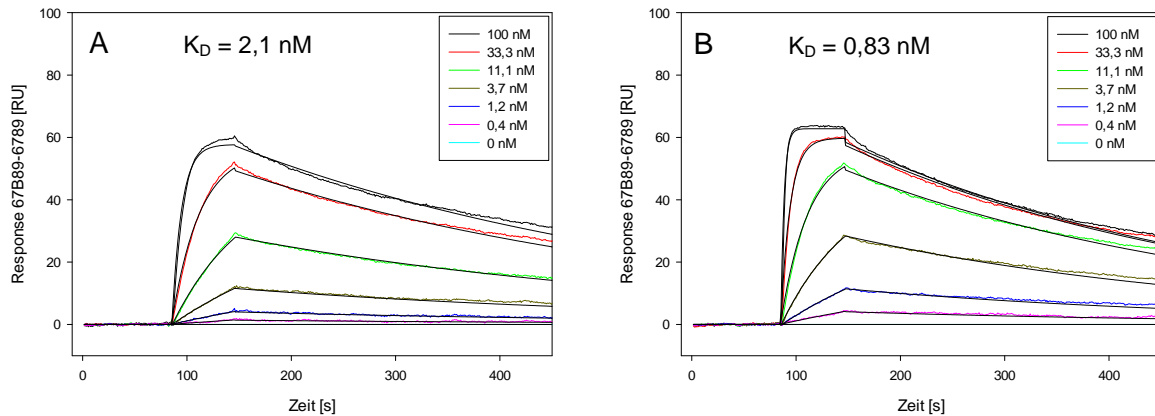 A
K_D = 2,1 nM
100 nM
33,3 nM
11,1 nM
3,7 nM
1,2 nM
0,4 nM
0 nM
Response 67B89-6789 [RU]
100
80
60
40
20
0
0 100 200 300 400
Zeit [s]
B
K_D = 0,83 nM
100 nM
33,3 nM
11,1 nM
3,7 nM
1,2 nM
0,4 nM
0 nM
Response 67B89-6789 [RU]
100
80
60
40
20
0
0 100 200 300 400
Zeit [s]